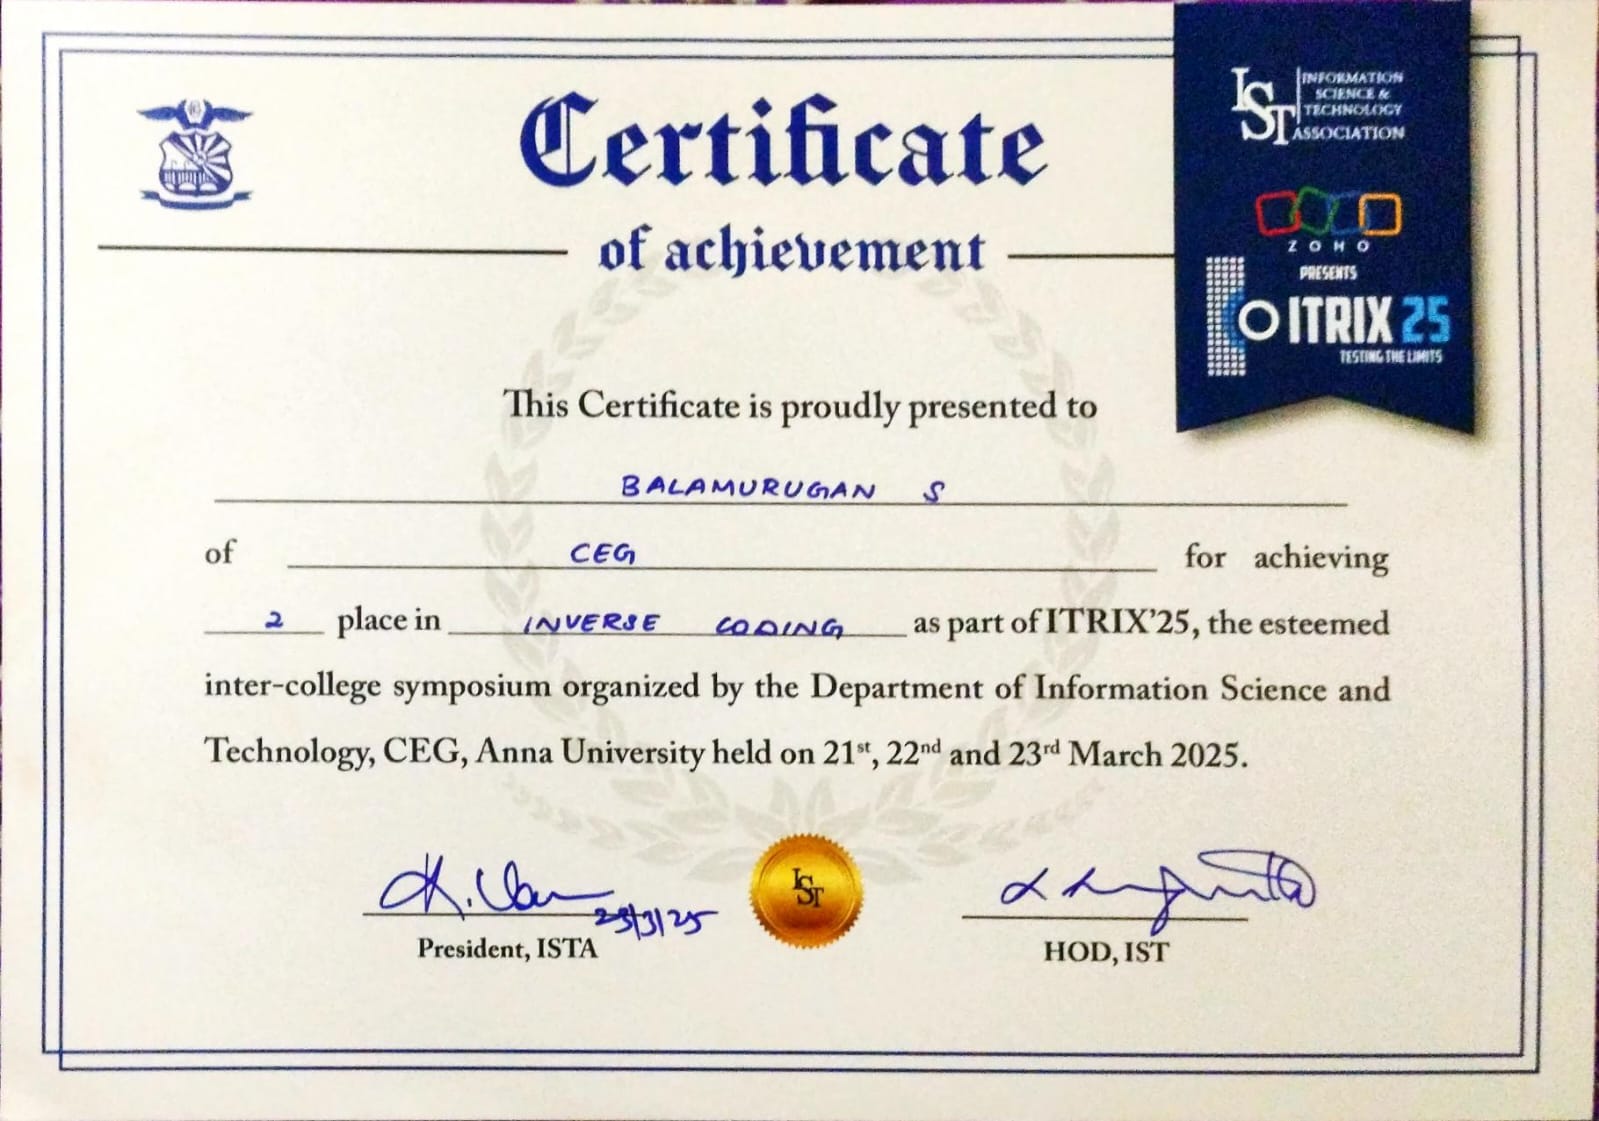 Certificate
of achievement
IST INFORMATION
SCIENCE &
TECHNOLOGY
ASSOCIATION
ZOHO
PRESENTS
ITRIX 25
TESTING THE LIMITS
This Certificate is proudly presented to
BALAMURUGAN S
of CEG for achieving
2 place in INVERSE CODING as part of ITRIX'25, the esteemed
inter-college symposium organized by the Department of Information Science and
Technology, CEG, Anna University held on 21st, 22nd and 23rd March 2025.
23/3/25
IST
President, ISTA
HOD, IST